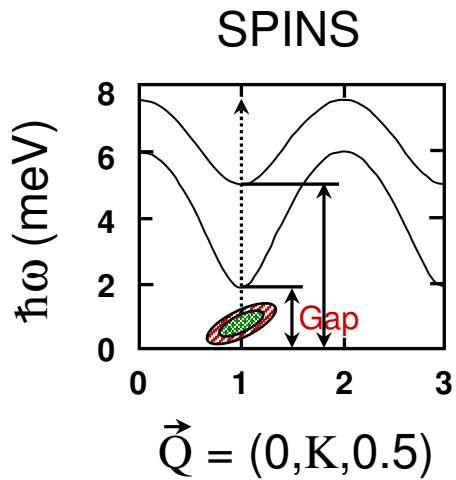 SPINS
ħω (meV)
8
6
4
2
0
Gap
0 1 2 3
Q⃗ = (0,K,0.5)